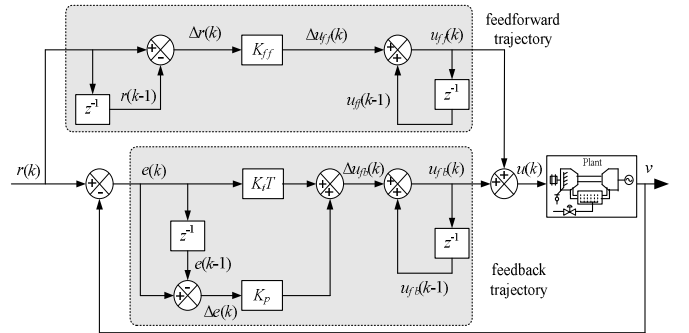 feedforward
trajectory
Δr(k)
K_ff
Δu_ff(k)
u_ff(k)
z⁻¹
r(k-1)
u_ff(k-1)
z⁻¹
r(k)
e(k)
K_iT
Δu_fb(k)
u_fb(k)
u(k)
Plant
v
z⁻¹
e(k-1)
z⁻¹
Δe(k)
K_p
u_fb(k-1)
feedback
trajectory